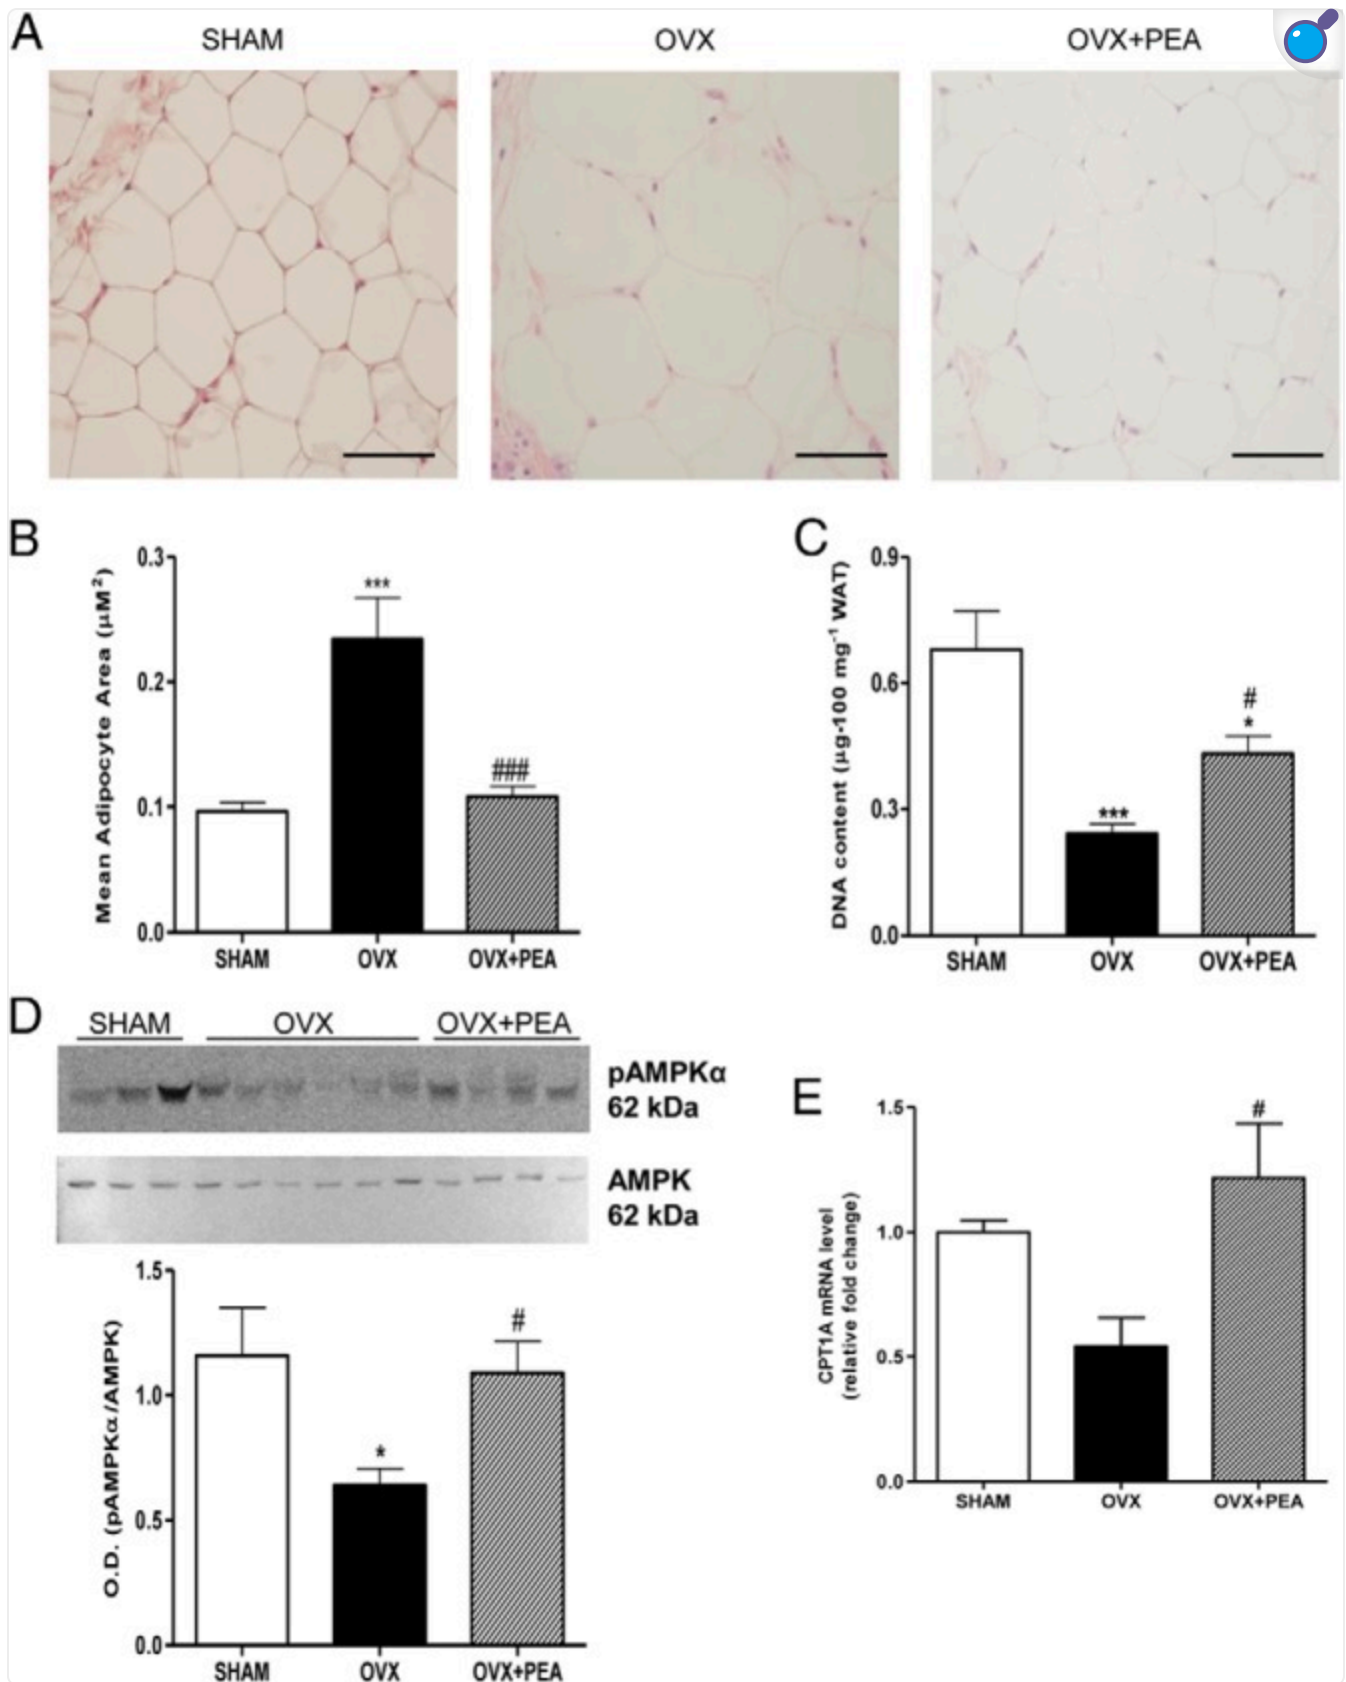 A
SHAM
OVX
OVX+PEA
B
Mean Adipocyte Area (µM²)
0.3
0.2
0.1
0.0
***
###
SHAM
OVX
OVX+PEA
C
DNA content (µg-100 mg⁻¹ WAT)
0.9
0.6
0.3
0.0
***
#
*
SHAM
OVX
OVX+PEA
D
SHAM
OVX
OVX+PEA
pAMPKα
62 kDa
AMPK
62 kDa
O.D. (pAMPKα/AMPK)
1.5
1.0
0.5
0.0
*
#
SHAM
OVX
OVX+PEA
E
CPT1A mRNA level
(relative fold change)
1.5
1.0
0.5
0.0
#
SHAM
OVX
OVX+PEA